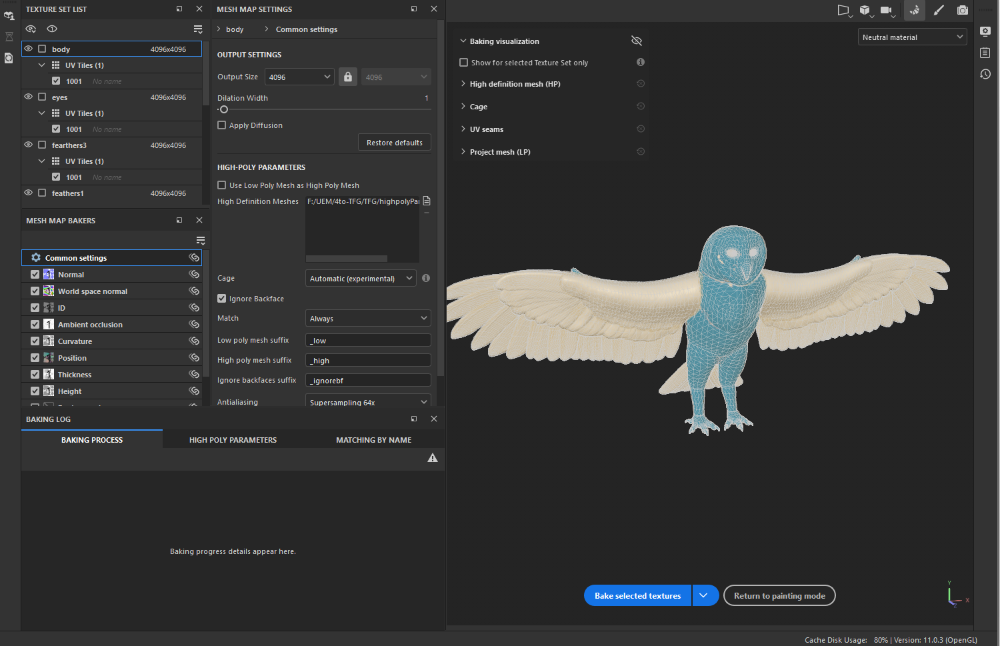 TEXTURE SET LIST
body 4096x4096
UV Tiles (1)
1001 No name
eyes 4096x4096
UV Tiles (1)
1001 No name
fearthers3 4096x4096
UV Tiles (1)
1001 No name
feathers1 4096x4096
MESH MAP BAKERS
Common settings
Normal
World space normal
ID
Ambient occlusion
Curvature
Position
Thickness
Height
MESH MAP SETTINGS
body Common settings
OUTPUT SETTINGS
Output Size 4096 4096
Dilation Width 1
Apply Diffusion
Restore defaults
HIGH-POLY PARAMETERS
Use Low Poly Mesh as High Poly Mesh
High Definition Meshes F:/UEM/4to-TFG/TFG/highpolyPa
Cage Automatic (experimental)
Ignore Backface
Match Always
Low poly mesh suffix _low
High poly mesh suffix _high
Ignore backfaces suffix _ignorebf
Antialiasing Supersampling 64x
BAKING LOG
BAKING PROCESS HIGH POLY PARAMETERS MATCHING BY NAME
Baking progress details appear here.
Neutral material
Baking visualization
Show for selected Texture Set only
High definition mesh (HP)
Cage
UV seams
Project mesh (LP)
Bake selected textures
Return to painting mode
Y
X
Z
Cache Disk Usage: 80% | Version: 11.0.3 (OpenGL)